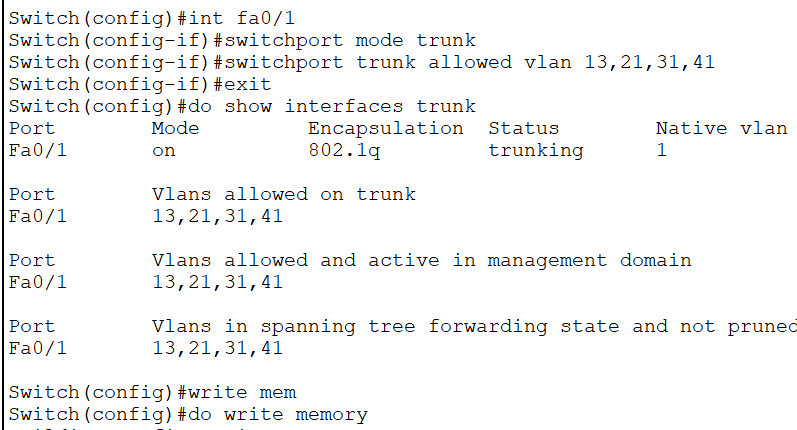 Switch(config)#int fa0/1
Switch(config-if)#switchport mode trunk
Switch(config-if)#switchport trunk allowed vlan 13,21,31,41
Switch(config-if)#exit
Switch(config)#do show interfaces trunk
Port Mode Encapsulation Status Native vlan
Fa0/1 on 802.1q trunking 1
Port Vlans allowed on trunk
Fa0/1 13,21,31,41
Port Vlans allowed and active in management domain
Fa0/1 13,21,31,41
Port Vlans in spanning tree forwarding state and not pruned
Fa0/1 13,21,31,41
Switch(config)#write mem
Switch(config)#do write memory